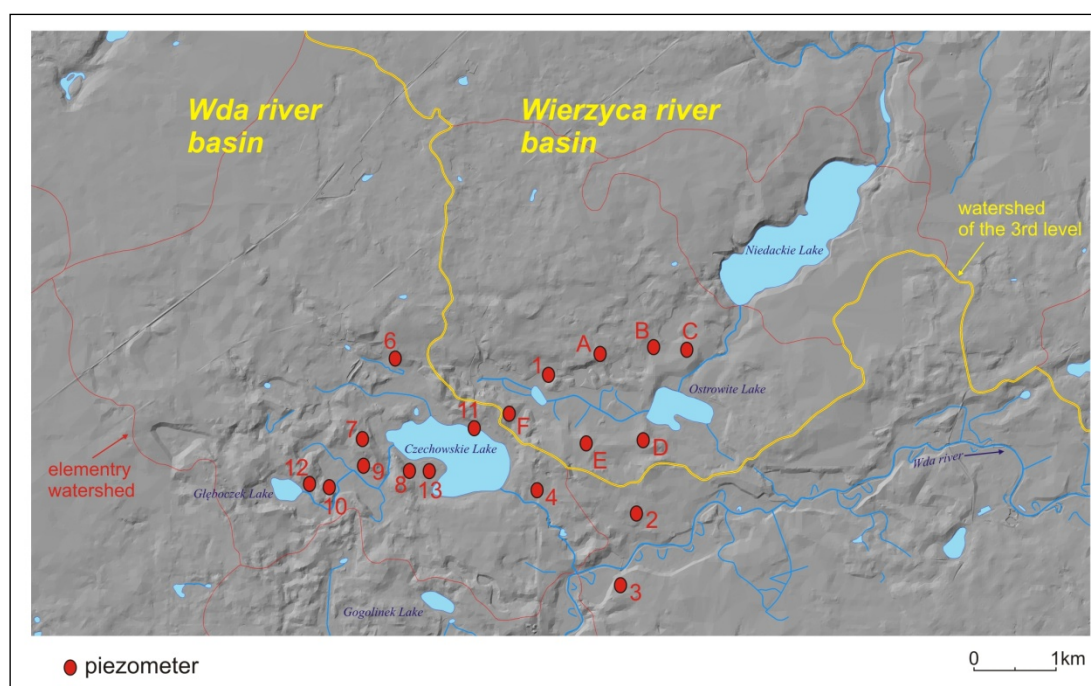 Wda river
basin
Wierzyca river
basin
watershed
of the 3rd level
Niedackie Lake
6
1
A
B
C
Ostrowite Lake
11
F
7
Czechowskie Lake
E
D
elementry
watershed
12
9
8
13
Głęboczek Lake
10
4
2
Wda river
3
Gogolinek Lake
piezometer
0 1km